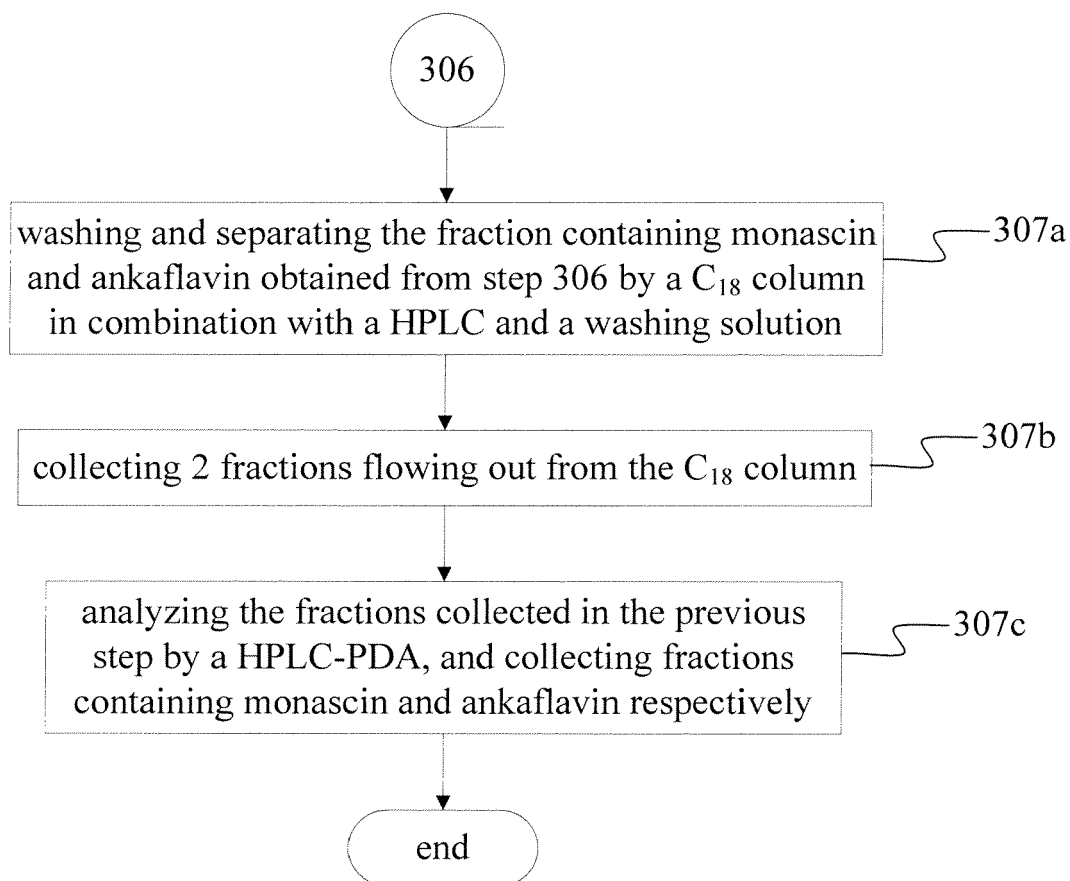 306
washing and separating the fraction containing monascin
and ankaflavin obtained from step 306 by a C₁₈ column
in combination with a HPLC and a washing solution
307a
collecting 2 fractions flowing out from the C₁₈ column
307b
analyzing the fractions collected in the previous
step by a HPLC-PDA, and collecting fractions
containing monascin and ankaflavin respectively
307c
end